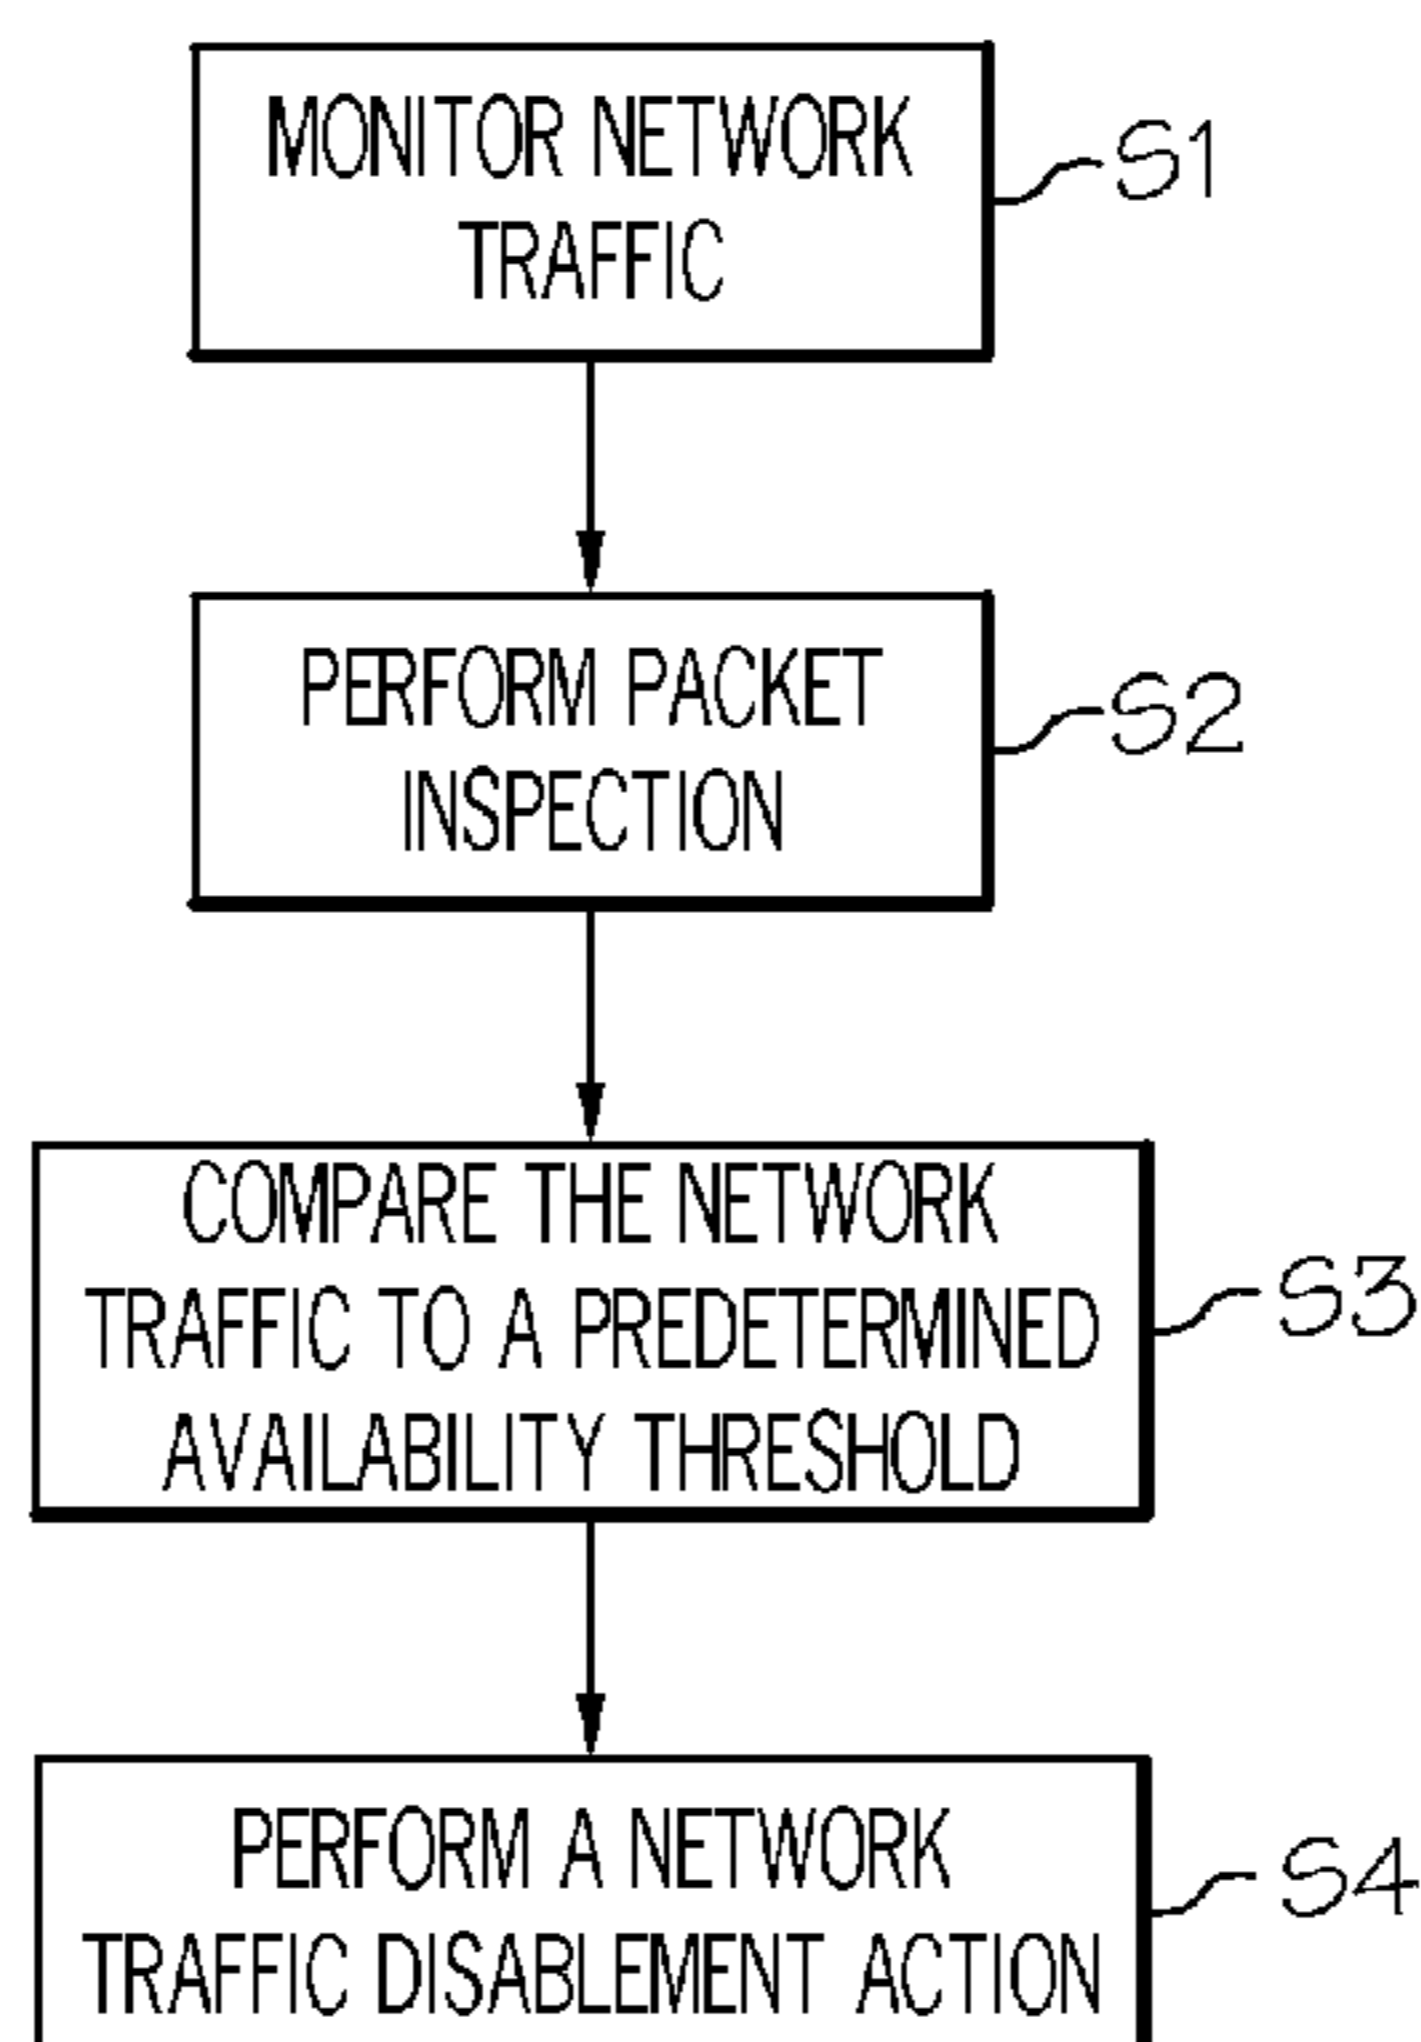 MONITOR NETWORK
TRAFFIC
S1
PERFORM PACKET
INSPECTION
S2
COMPARE THE NETWORK
TRAFFIC TO A PREDETERMINED
AVAILABILITY THRESHOLD
S3
PERFORM A NETWORK
TRAFFIC DISABLEMENT ACTION
S4